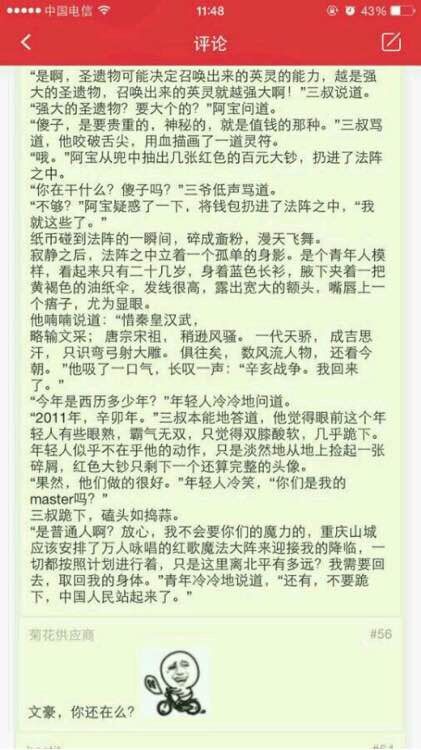 中国电信
11:48
43%
评论
“是啊，圣遗物可能决定召唤出来的英灵的能力，越是强
大的圣遗物，召唤出来的英灵就越强大啊！”三叔说道。
“强大的圣遗物？要大个的？”阿宝问道。
“傻子，是要贵重的，神秘的，就是值钱的那种。”三叔骂
道，他咬破舌尖，用血描画了一道灵符。
“哦。”阿宝从兜中抽出几张红色的百元大钞，扔进了法阵
之中。
“你在干什么？傻子吗？”三爷低声骂道。
“不够？”阿宝疑惑了一下，将钱包扔进了法阵之中，“我
就这些了。”
纸币碰到法阵的一瞬间，碎成齑粉，漫天飞舞。
寂静之后，法阵之中立着一个孤单的身影。是个青年人模
样，看起来只有二十几岁，身着蓝色长衫，腋下夹着一把
黄褐色的油纸伞，发线很高，露出宽大的额头，嘴唇上一
个痦子，尤为显眼。
他喃喃说道：“惜秦皇汉武，
略输文采；唐宗宋祖，稍逊风骚。一代天骄，成吉思
汗，只识弯弓射大雕。俱往矣，数风流人物，还看今
朝。”他吸了一口气，长叹一声：“辛亥战争。我回来
了。”
“今年是西历多少年？”年轻人冷冷地问道。
“2011年，辛卯年。”三叔本能地答道，他觉得眼前这个年
轻人有些眼熟，霸气无双，只觉得双膝酸软，几乎跪下。
年轻人似乎不在乎他的动作，只是淡然地从地上捡起一张
碎屑，红色大钞只剩下一个还算完整的头像。
“果然，他们做的很好。”年轻人冷笑，“你们是我的
master吗？”
三叔跪下，磕头如捣蒜。
“是普通人啊？放心，我不会要你们的魔力的，重庆山城
应该安排了万人咏唱的红歌魔法大阵来迎接我的降临，一
切都按照计划进行着，只是这里离北平有多远？我需要回
去，取回我的身体。”青年冷冷地说道，“还有，不要跪
下，中国人民站起来了。”
菊花供应商
#56
文豪，你还在么？